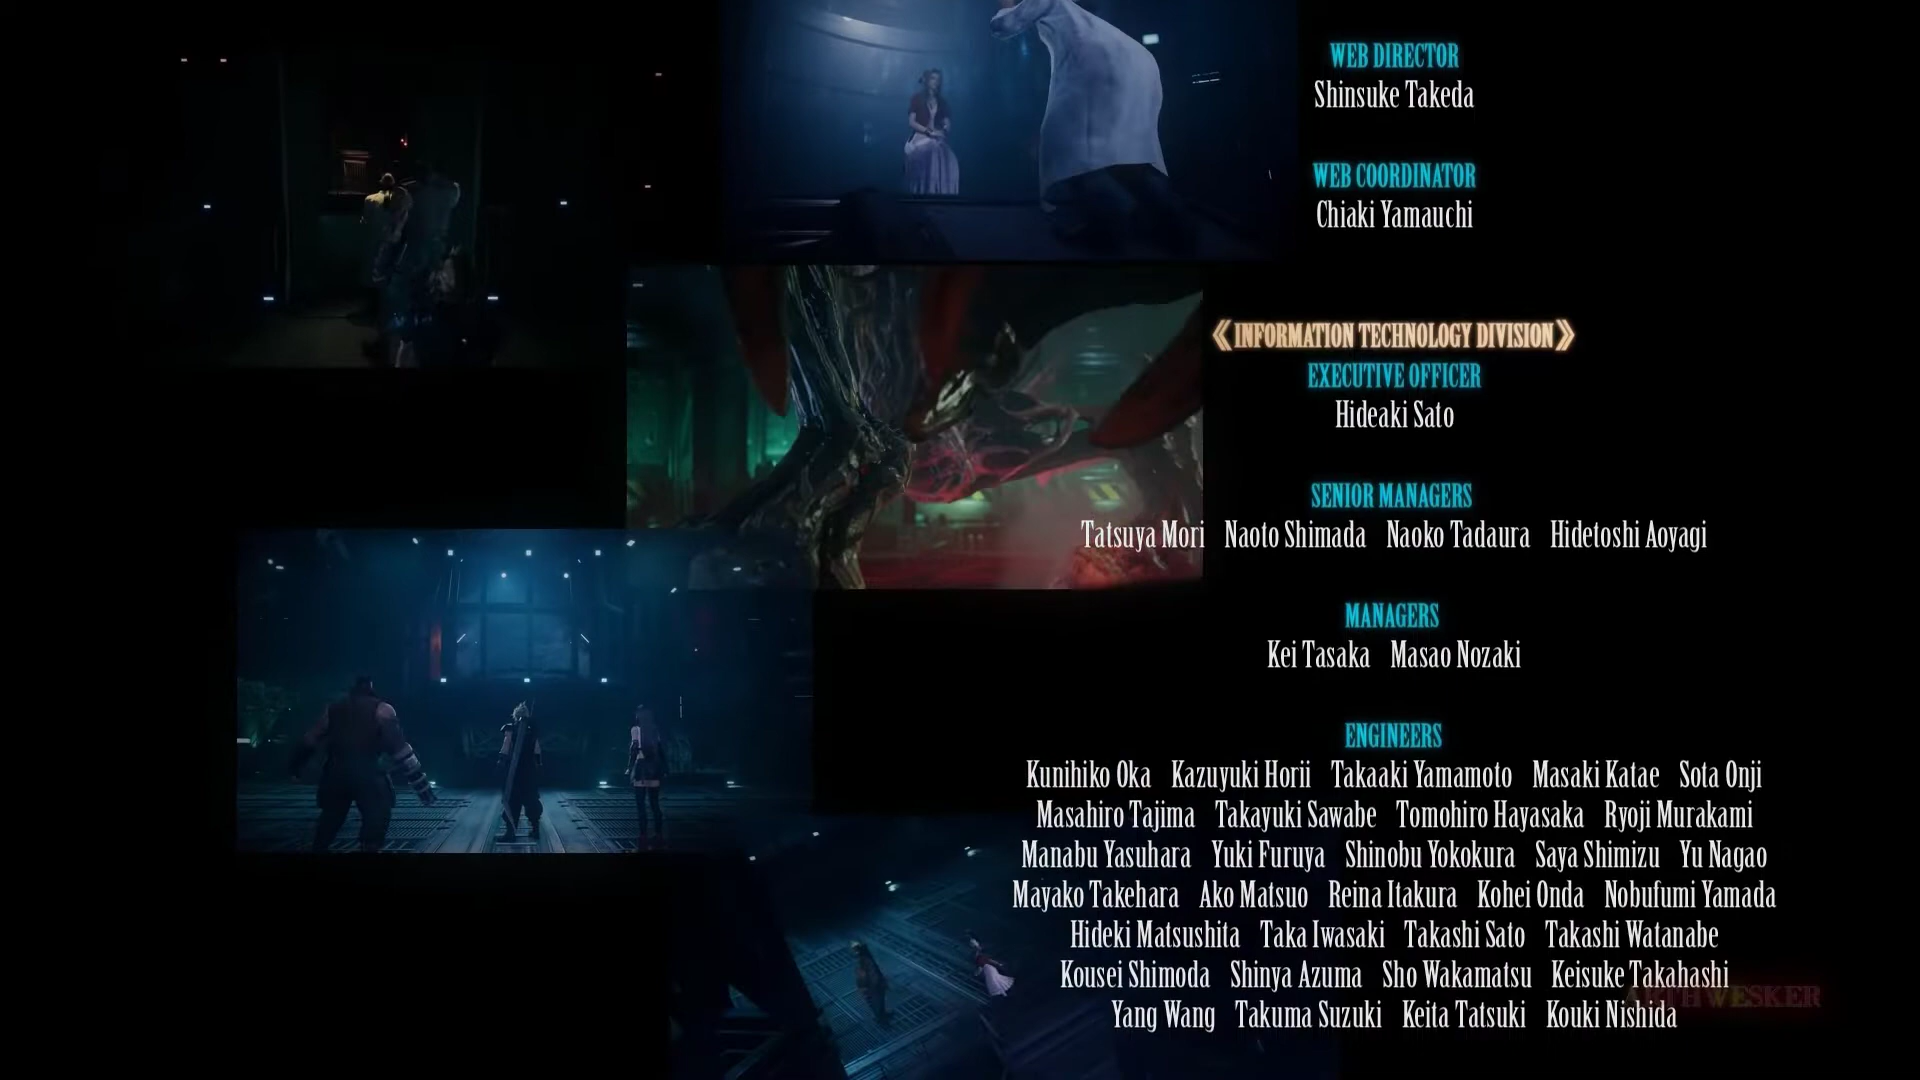 WEB DIRECTOR
Shinsuke Takeda
WEB COORDINATOR
Chiaki Yamauchi
《INFORMATION TECHNOLOGY DIVISION》
EXECUTIVE OFFICER
Hideaki Sato
SENIOR MANAGERS
Tatsuya Mori Naoto Shimada Naoko Tadaura Hidetoshi Aoyagi
MANAGERS
Kei Tasaka Masao Nozaki
ENGINEERS
Kunihiko Oka Kazuyuki Horii Takaaki Yamamoto Masaki Katae Sota Onji
Masahiro Tajima Takayuki Sawabe Tomohiro Hayasaka Ryoji Murakami
Manabu Yasuhara Yuki Furuya Shinobu Yokokura Saya Shimizu Yu Nagao
Mayako Takehara Ako Matsuo Reina Itakura Kohei Onda Nobufumi Yamada
Hideki Matsushita Taka Iwasaki Takashi Sato Takashi Watanabe
Kousei Shimoda Shinya Azuma Sho Wakamatsu Keisuke Takahashi
WESKER
Yang Wang Takuma Suzuki Keita Tatsuki Kouki Nishida